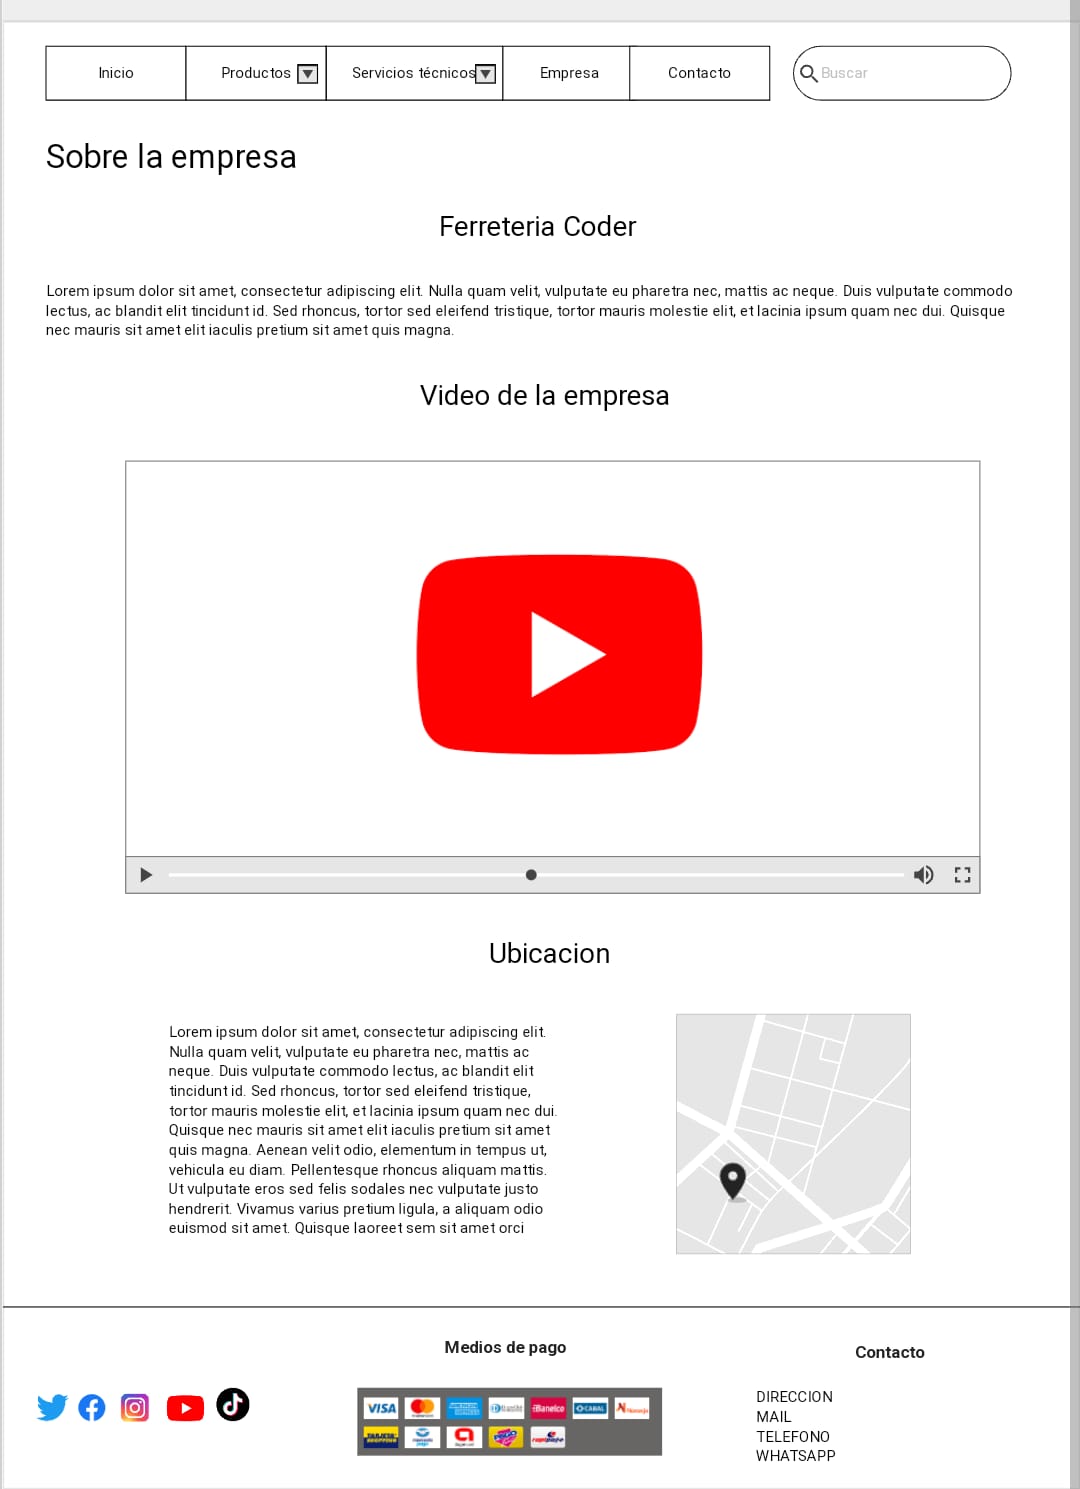 Inicio
Productos
Servicios técnicos
Empresa
Contacto
Buscar
Sobre la empresa
Ferreteria Coder
Lorem ipsum dolor sit amet, consectetur adipiscing elit. Nulla quam velit, vulputate eu pharetra nec, mattis ac neque. Duis vulputate commodo
lectus, ac blandit elit tincidunt id. Sed rhoncus, tortor sed eleifend tristique, tortor mauris molestie elit, et lacinia ipsum quam nec dui. Quisque
nec mauris sit amet elit iaculis pretium sit amet quis magna.
Video de la empresa
Ubicacion
Lorem ipsum dolor sit amet, consectetur adipiscing elit.
Nulla quam velit, vulputate eu pharetra nec, mattis ac
neque. Duis vulputate commodo lectus, ac blandit elit
tincidunt id. Sed rhoncus, tortor sed eleifend tristique,
tortor mauris molestie elit, et lacinia ipsum quam nec dui.
Quisque nec mauris sit amet elit iaculis pretium sit amet
quis magna. Aenean velit odio, elementum in tempus ut,
vehicula eu diam. Pellentesque rhoncus aliquam mattis.
Ut vulputate eros sed felis sodales nec vulputate justo
hendrerit. Vivamus varius pretium ligula, a aliquam odio
euismod sit amet. Quisque laoreet sem sit amet orci
Medios de pago
VISA
Banelco
CABAL
Naranja
TARJETA SHOPPING
mercado pago
rapipago
Contacto
DIRECCION
MAIL
TELEFONO
WHATSAPP